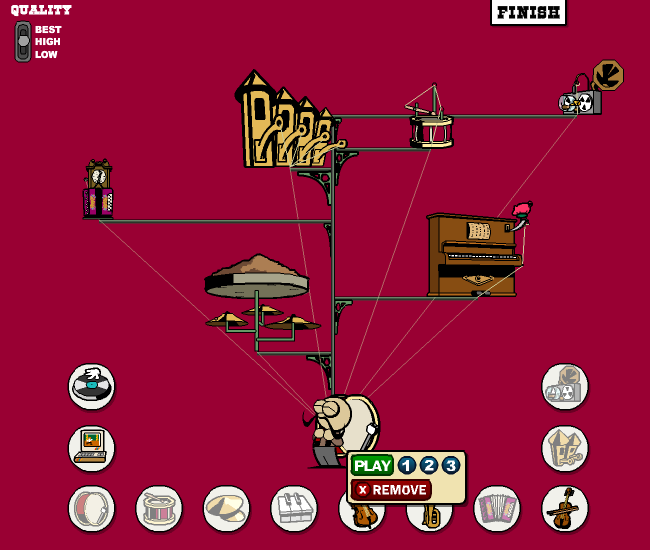 QUALITY
BEST
HIGH
LOW
FINISH
PLAY 1 2 3
X REMOVE